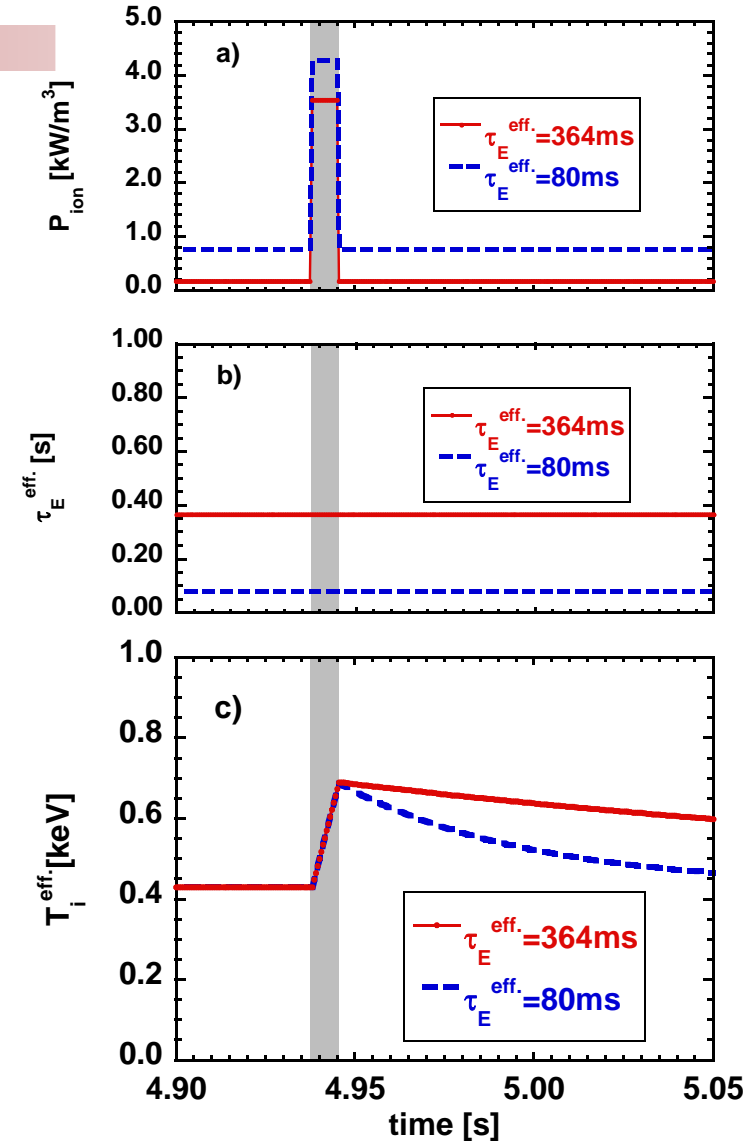 5.0
4.0
3.0
2.0
1.0
0.0
P_ion [kW/m^3]
a)
τ_E^eff.=364ms
τ_E^eff.=80ms
1.00
0.80
0.60
0.40
0.20
0.00
τ_E^eff. [s]
b)
τ_E^eff.=364ms
τ_E^eff.=80ms
1.0
0.8
0.6
0.4
0.2
0.0
T_i^eff.[keV]
c)
τ_E^eff.=364ms
τ_E^eff.=80ms
4.90 4.95 5.00 5.05
time [s]